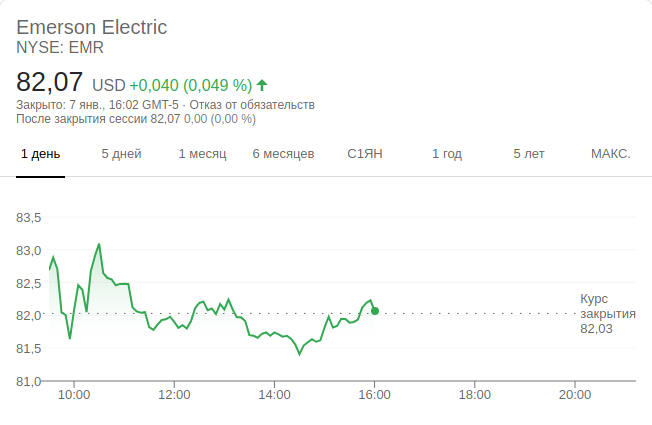 Emerson Electric
NYSE: EMR
82,07 USD +0,040 (0,049 %)
Закрыто: 7 янв., 16:02 GMT-5 · Отказ от обязательств
После закрытия сессии 82,07 0,00 (0,00 %)
1 день 5 дней 1 месяц 6 месяцев С1ЯН 1 год 5 лет МАКС.
83,5
83,0
82,5
82,0
81,5
81,0
Курс
закрытия
82,03
10:00 12:00 14:00 16:00 18:00 20:00